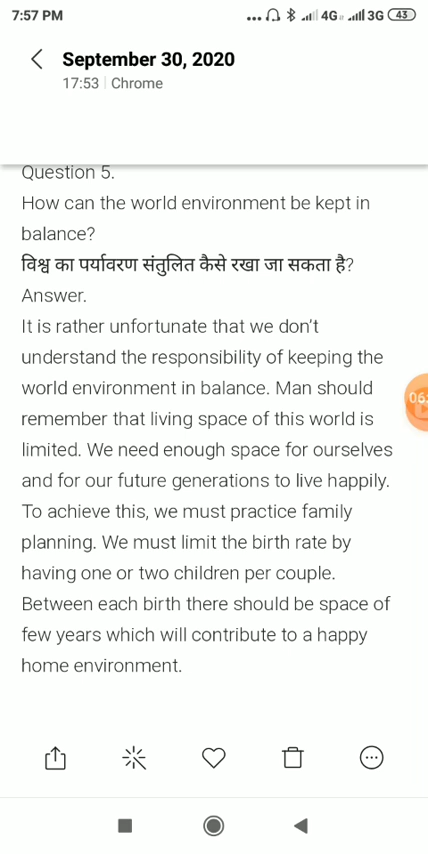 7:57 PM ... 4G 3G 43
September 30, 2020
17:53 | Chrome
Question 5.
How can the world environment be kept in
balance?
विश्व का पर्यावरण संतुलित कैसे रखा जा सकता है?
Answer.
It is rather unfortunate that we don't
understand the responsibility of keeping the
world environment in balance. Man should
06:
remember that living space of this world is
limited. We need enough space for ourselves
and for our future generations to live happily.
To achieve this, we must practice family
planning. We must limit the birth rate by
having one or two children per couple.
Between each birth there should be space of
few years which will contribute to a happy
home environment.